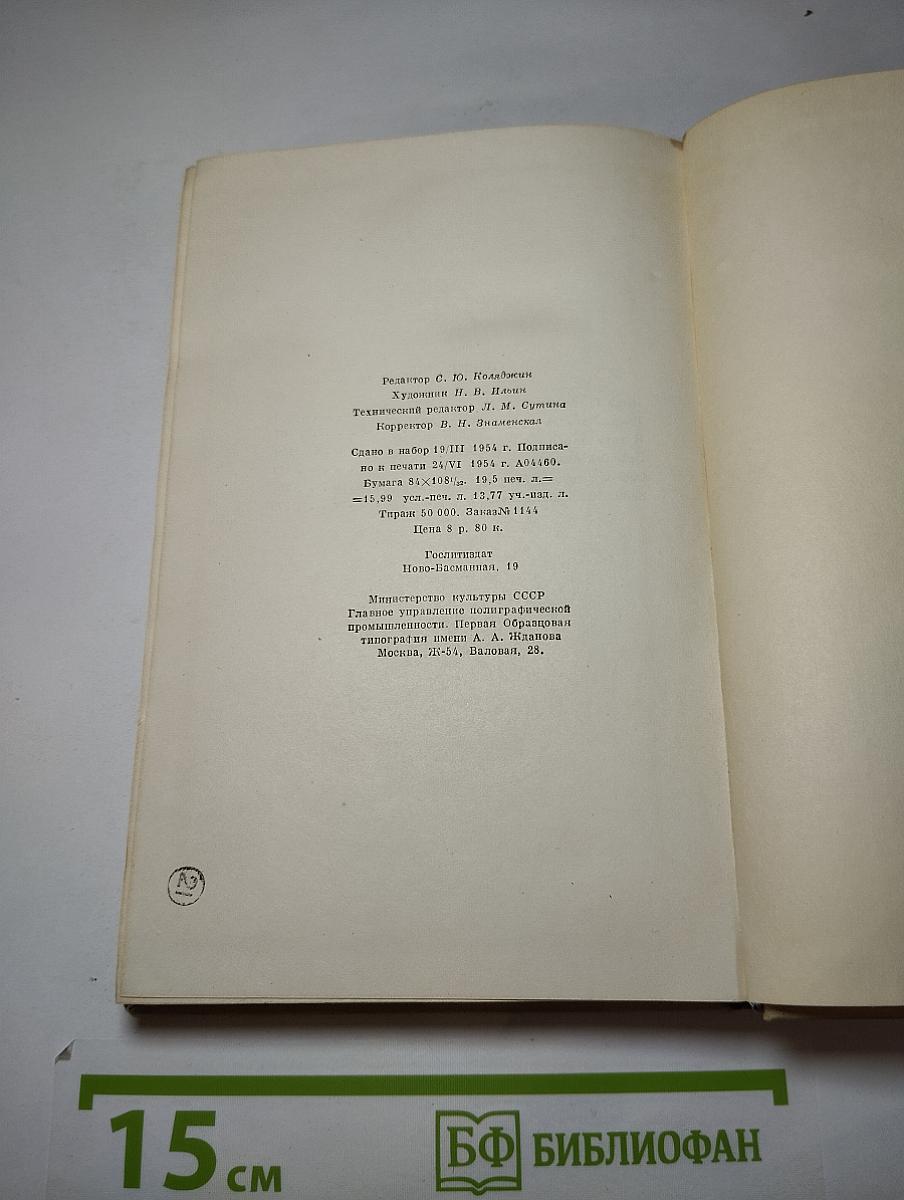 Редактор С. Ю. Коляджин
Художник Н. В. Ильин
Технический редактор Л. М. Сутина
Корректор В. Н. Знаменская
Сдано в набор 19/III 1954 г. Подписа-
но к печати 24/VI 1954 г. А04460.
Бумага 84×108¹/₃₂. 19,5 печ. л.=
=15,99 усл.-печ. л. 13,77 уч.-изд. л.
Тираж 50 000. Заказ№1144
Цена 8 р. 80 к.
Гослитиздат
Ново-Басманная, 19
Министерство культуры СССР
Главное управление полиграфической
промышленности. Первая Образцовая
типография имени А. А. Жданова
Москва, Ж-54, Валовая, 28.
АЭ
15 см
БФ БИБЛИОФАН